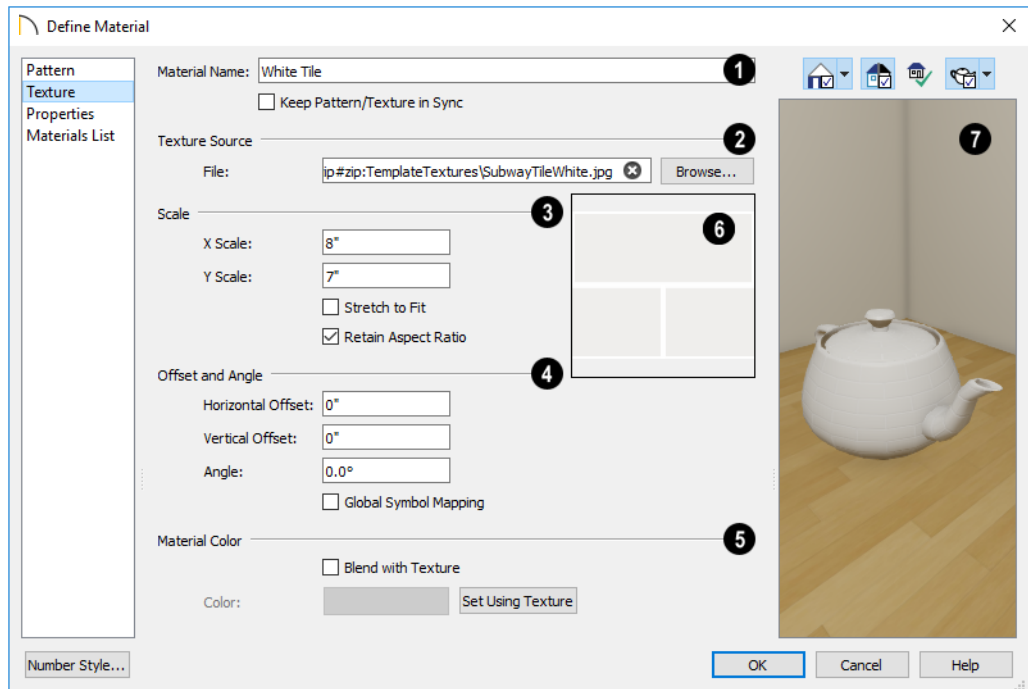 Define Material
Pattern
Texture
Properties
Materials List
Material Name: White Tile 1
Keep Pattern/Texture in Sync
Texture Source 2
File: ip#zip:TemplateTextures\SubwayTileWhite.jpg Browse...
Scale 3
X Scale: 8"
Y Scale: 7"
Stretch to Fit
Retain Aspect Ratio
6
Offset and Angle 4
Horizontal Offset: 0"
Vertical Offset: 0"
Angle: 0.0°
Global Symbol Mapping
Material Color 5
Blend with Texture
Color: Set Using Texture
7
Number Style... OK Cancel Help